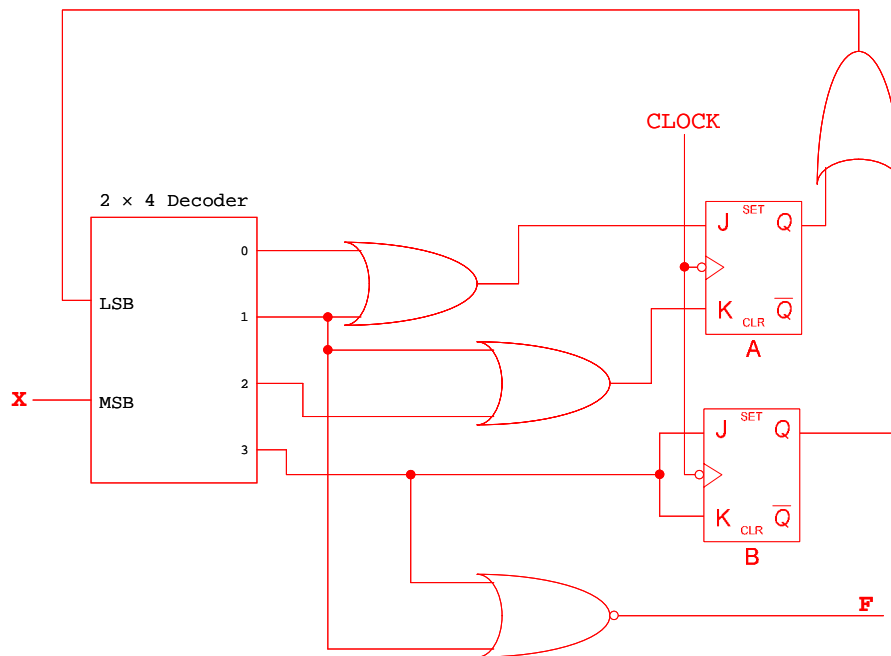 CLOCK
2 × 4 Decoder
0
LSB
1
X
MSB
2
3
SET
J
Q
K
Q̅
CLR
A
SET
J
Q
K
Q̅
CLR
B
F